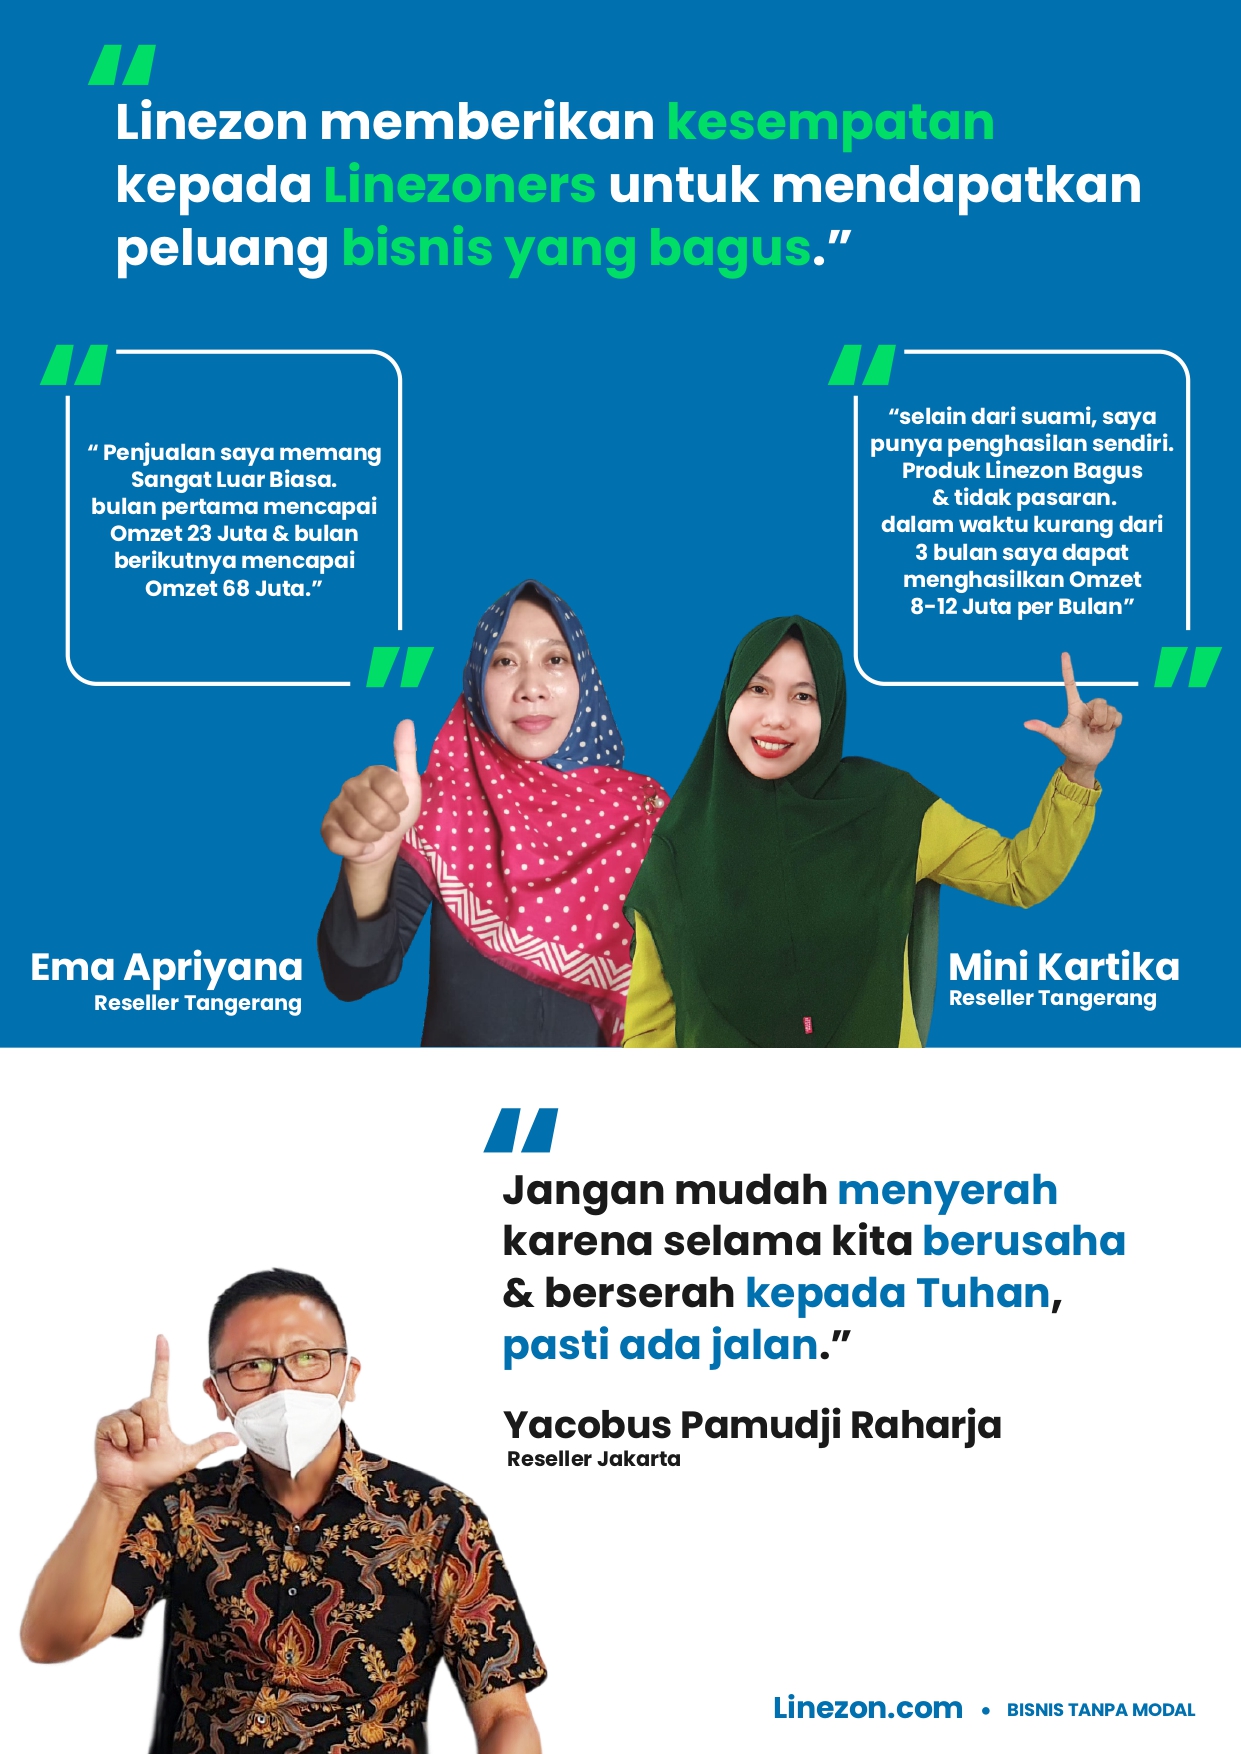 Linezon memberikan kesempatan
kepada Linezoners untuk mendapatkan
peluang bisnis yang bagus.”
“ Penjualan saya memang
Sangat Luar Biasa.
bulan pertama mencapai
Omzet 23 Juta & bulan
berikutnya mencapai
Omzet 68 Juta.”
“selain dari suami, saya
punya penghasilan sendiri.
Produk Linezon Bagus
& tidak pasaran.
dalam waktu kurang dari
3 bulan saya dapat
menghasilkan Omzet
8-12 Juta per Bulan”
Ema Apriyana
Reseller Tangerang
Mini Kartika
Reseller Tangerang
Jangan mudah menyerah
karena selama kita berusaha
& berserah kepada Tuhan,
pasti ada jalan.”
Yacobus Pamudji Raharja
Reseller Jakarta
Linezon.com • BISNIS TANPA MODAL